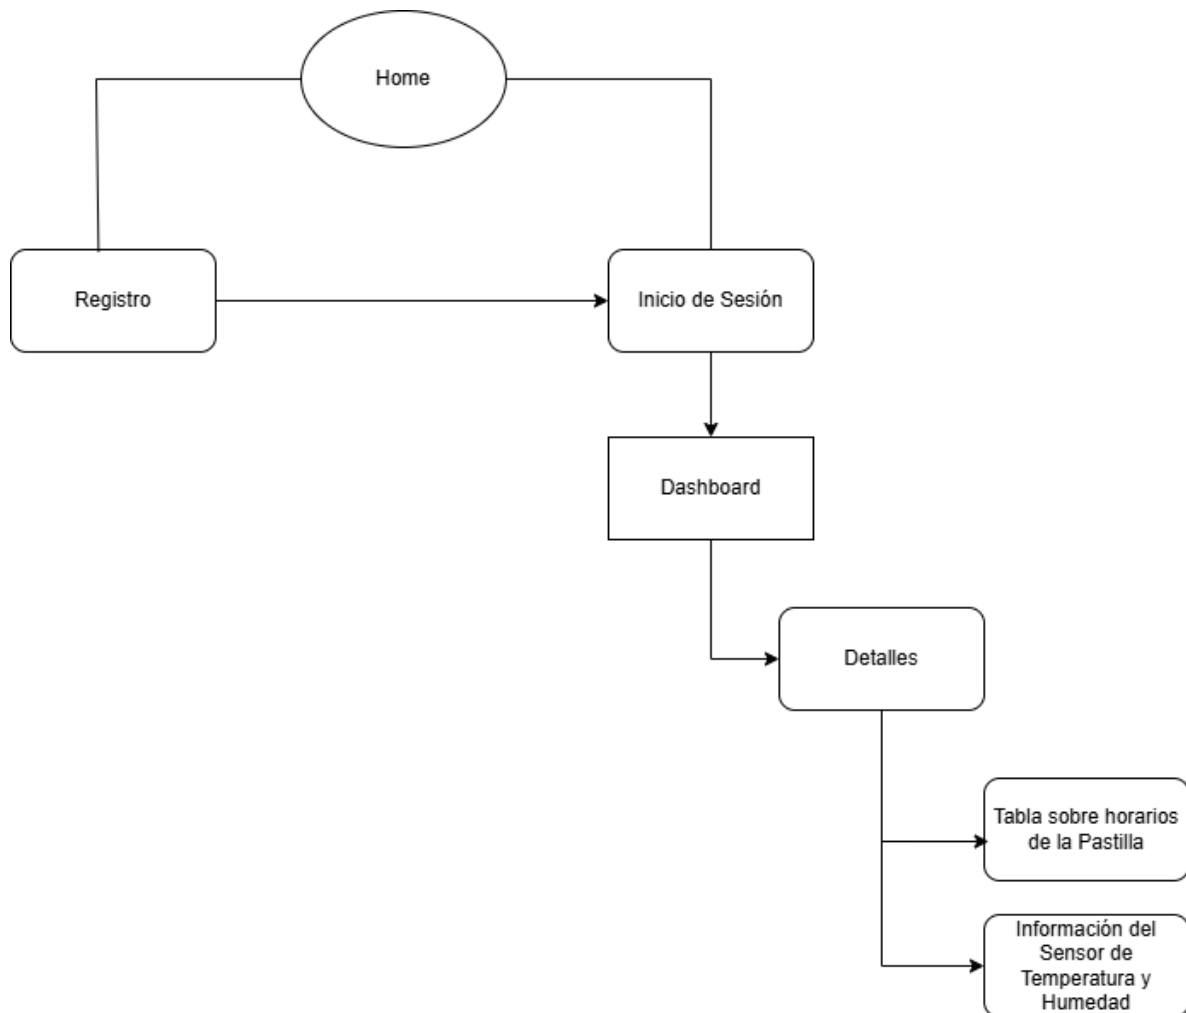 Home
Registro
Inicio de Sesión
Dashboard
Detalles
Tabla sobre horarios
de la Pastilla
Información del
Sensor de
Temperatura y
Humedad